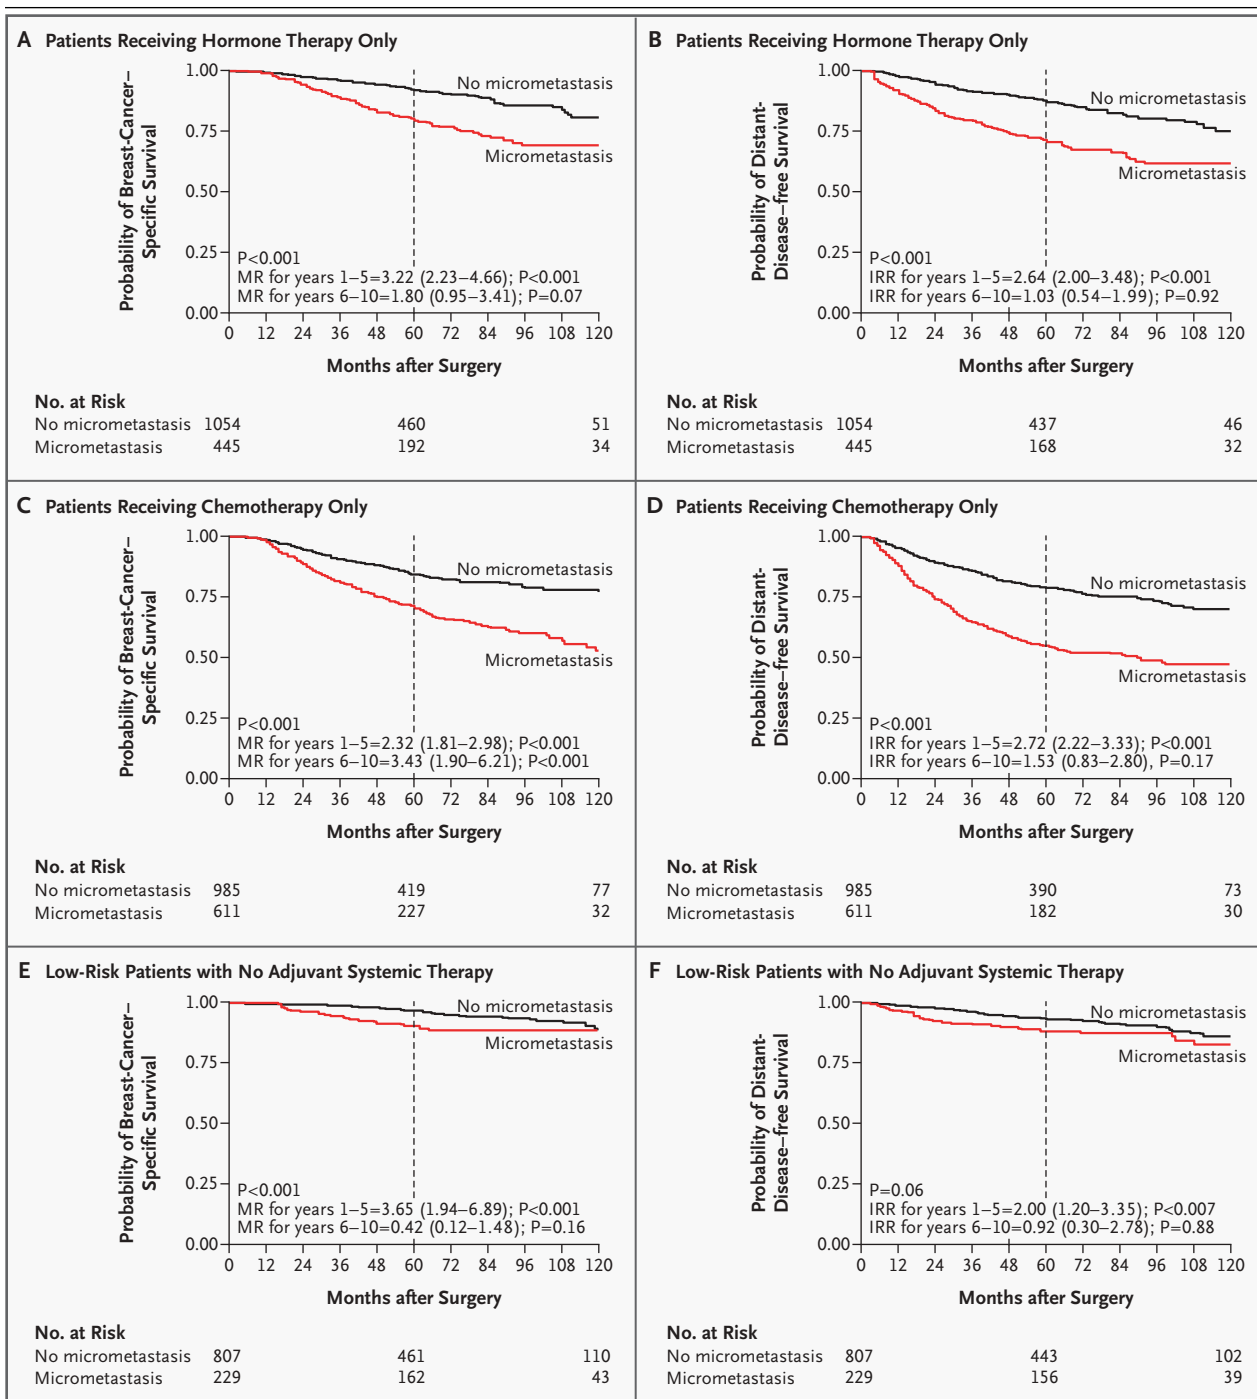 A Patients Receiving Hormone Therapy Only
Probability of Breast-Cancer–
Specific Survival
1.00
0.75
0.50
0.25
0.00
No micrometastasis
Micrometastasis
P<0.001
MR for years 1–5=3.22 (2.23–4.66); P<0.001
MR for years 6–10=1.80 (0.95–3.41); P=0.07
0 12 24 36 48 60 72 84 96 108 120
Months after Surgery
No. at Risk
No micrometastasis 1054 460 51
Micrometastasis 445 192 34
B Patients Receiving Hormone Therapy Only
Probability of Distant-
Disease–free Survival
1.00
0.75
0.50
0.25
0.00
No micrometastasis
Micrometastasis
P<0.001
IRR for years 1–5=2.64 (2.00–3.48); P<0.001
IRR for years 6–10=1.03 (0.54–1.99); P=0.92
0 12 24 36 48 60 72 84 96 108 120
Months after Surgery
No. at Risk
No micrometastasis 1054 437 46
Micrometastasis 445 168 32
C Patients Receiving Chemotherapy Only
Probability of Breast-Cancer–
Specific Survival
1.00
0.75
0.50
0.25
0.00
No micrometastasis
Micrometastasis
P<0.001
MR for years 1–5=2.32 (1.81–2.98); P<0.001
MR for years 6–10=3.43 (1.90–6.21); P<0.001
0 12 24 36 48 60 72 84 96 108 120
Months after Surgery
No. at Risk
No micrometastasis 985 419 77
Micrometastasis 611 227 32
D Patients Receiving Chemotherapy Only
Probability of Distant-
Disease–free Survival
1.00
0.75
0.50
0.25
0.00
No micrometastasis
Micrometastasis
P<0.001
IRR for years 1–5=2.72 (2.22–3.33); P<0.001
IRR for years 6–10=1.53 (0.83–2.80), P=0.17
0 12 24 36 48 60 72 84 96 108 120
Months after Surgery
No. at Risk
No micrometastasis 985 390 73
Micrometastasis 611 182 30
E Low-Risk Patients with No Adjuvant Systemic Therapy
Probability of Breast-Cancer–
Specific Survival
1.00
0.75
0.50
0.25
0.00
No micrometastasis
Micrometastasis
P<0.001
MR for years 1–5=3.65 (1.94–6.89); P<0.001
MR for years 6–10=0.42 (0.12–1.48); P=0.16
0 12 24 36 48 60 72 84 96 108 120
Months after Surgery
No. at Risk
No micrometastasis 807 461 110
Micrometastasis 229 162 43
F Low-Risk Patients with No Adjuvant Systemic Therapy
Probability of Distant-
Disease–free Survival
1.00
0.75
0.50
0.25
0.00
No micrometastasis
Micrometastasis
P=0.06
IRR for years 1–5=2.00 (1.20–3.35); P<0.007
IRR for years 6–10=0.92 (0.30–2.78); P=0.88
0 12 24 36 48 60 72 84 96 108 120
Months after Surgery
No. at Risk
No micrometastasis 807 443 102
Micrometastasis 229 156 39